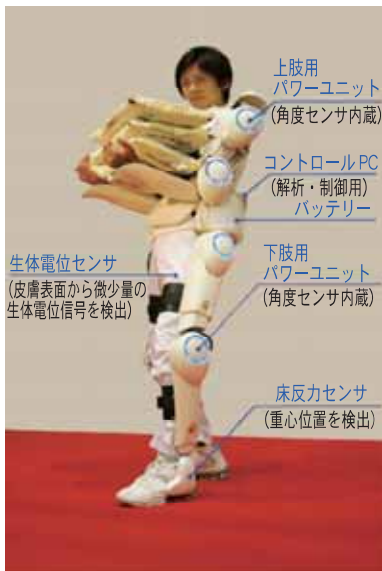 上肢用
パワーユニット
(角度センサ内蔵)
コントロールPC
(解析・制御用)
バッテリー
生体電位センサ
(皮膚表面から微少量の
生体電位信号を検出)
下肢用
パワーユニット
(角度センサ内蔵)
床反力センサ
(重心位置を検出)